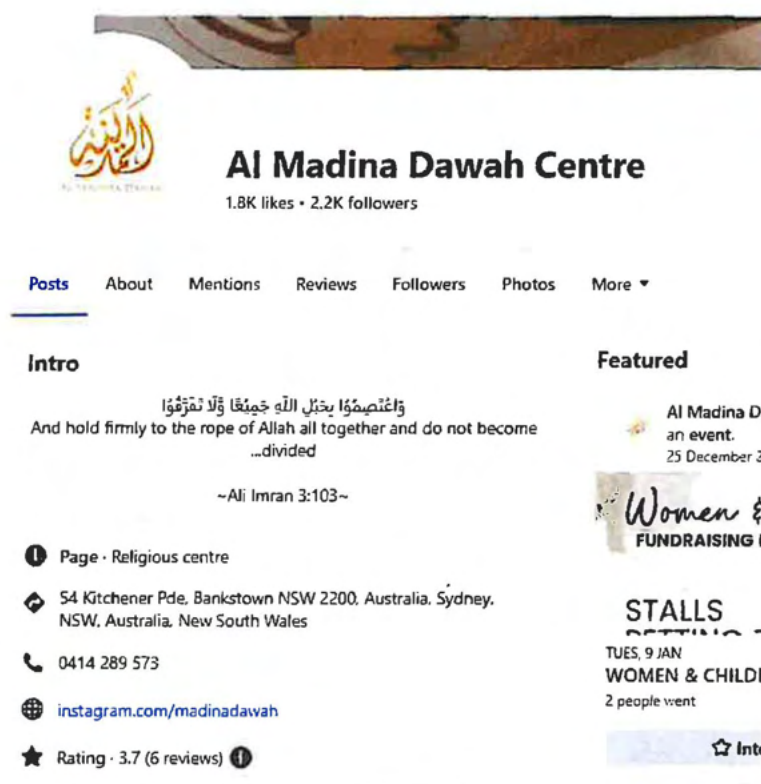 Al Madina Dawah Centre
1.8K likes • 2.2K followers
Posts About Mentions Reviews Followers Photos More
Intro
وَاعْتَصِمُوْا بِحَبْلِ اللّٰهِ جَمِيْعًا وَّلَا تَفَرَّقُوْا
And hold firmly to the rope of Allah all together and do not become
...divided
~Ali Imran 3:103~
Page · Religious centre
54 Kitchener Pde, Bankstown NSW 2200, Australia, Sydney,
NSW, Australia, New South Wales
0414 289 573
instagram.com/madinadawah
Rating · 3.7 (6 reviews)
Featured
Al Madina D
an event.
25 December 2
Women &
FUNDRAISING
STALLS
TUES, 9 JAN
WOMEN & CHILD
2 people went
Inte